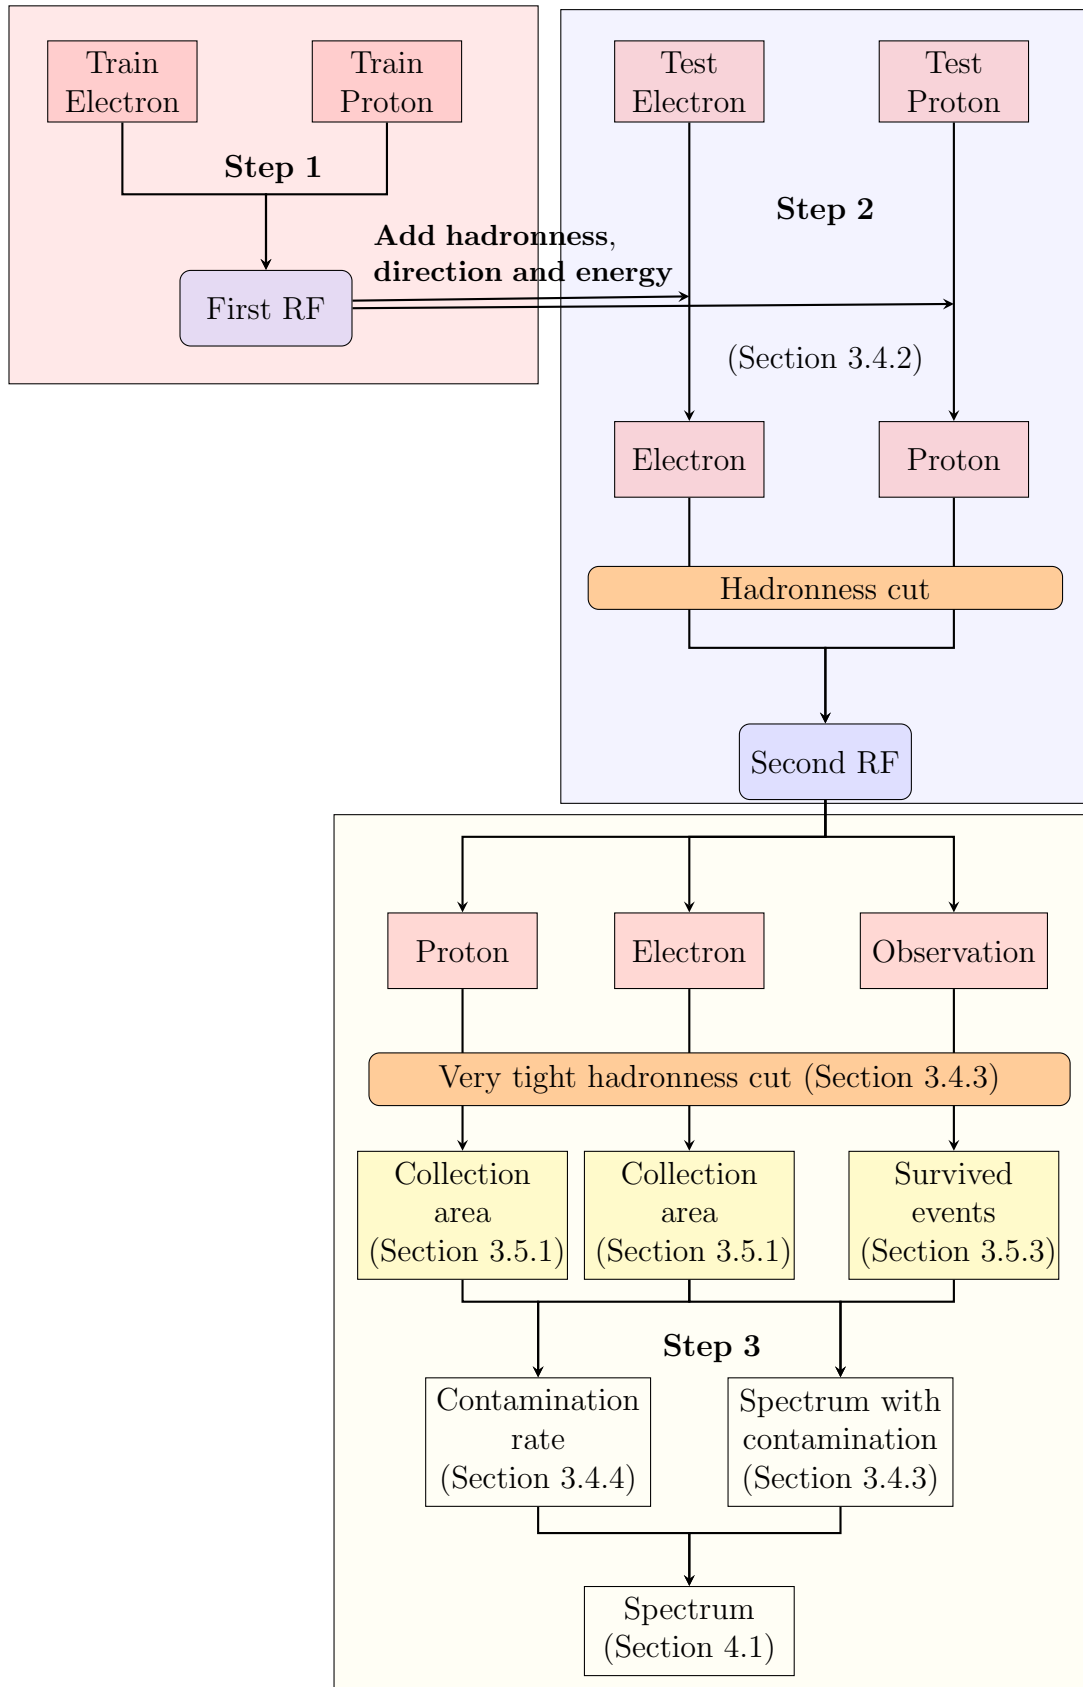 Train
Electron
Train
Proton
Step 1
First RF
Add hadronness,
direction and energy
Test
Electron
Test
Proton
Step 2
(Section 3.4.2)
Electron
Proton
Hadronness cut
Second RF
Proton
Electron
Observation
Very tight hadronness cut (Section 3.4.3)
Collection
area
(Section 3.5.1)
Collection
area
(Section 3.5.1)
Survived
events
(Section 3.5.3)
Step 3
Contamination
rate
(Section 3.4.4)
Spectrum with
contamination
(Section 3.4.3)
Spectrum
(Section 4.1)